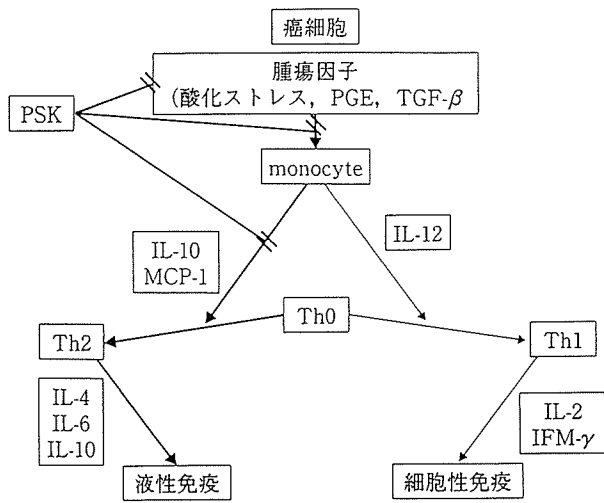 癌細胞
腫瘍因子
(酸化ストレス, PGE, TGF-β
PSK
monocyte
IL-10
MCP-1
IL-12
Th0
Th2
Th1
IL-4
IL-6
IL-10
IL-2
IFM-γ
液性免疫
細胞性免疫